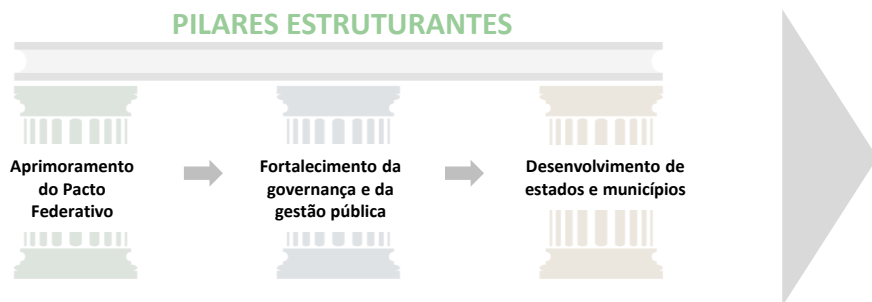 PILARES ESTRUTURANTES
Aprimoramento
do Pacto
Federativo
Fortalecimento da
governança e da
gestão pública
Desenvolvimento de
estados e municípios